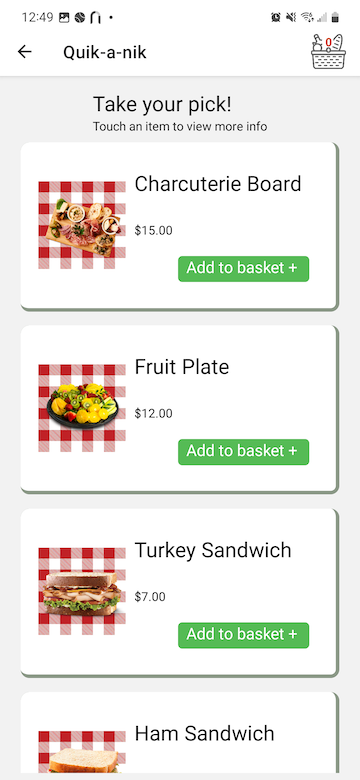 12:49
Quik-a-nik
0
Take your pick!
Touch an item to view more info
Charcuterie Board
$15.00
Add to basket +
Fruit Plate
$12.00
Add to basket +
Turkey Sandwich
$7.00
Add to basket +
Ham Sandwich